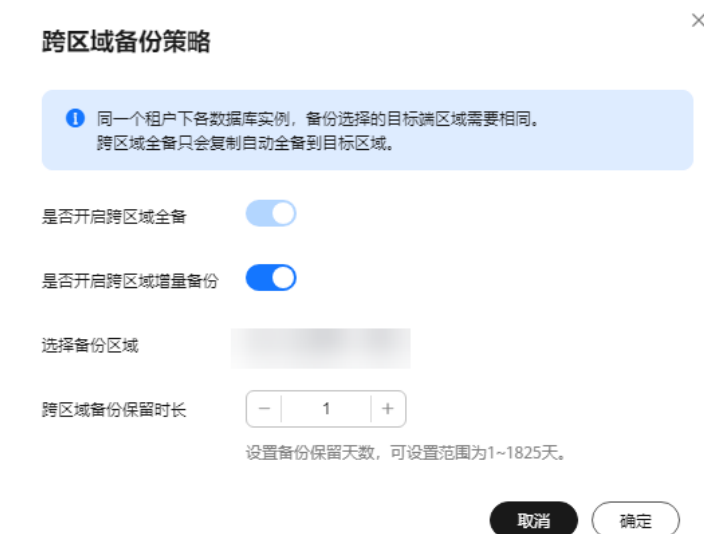 跨区域备份策略
同一个租户下各数据库实例，备份选择的目标端区域需要相同。
跨区域全备只会复制自动全备到目标区域。
是否开启跨区域全备
是否开启跨区域增量备份
选择备份区域
跨区域备份保留时长
1
设置备份保留天数，可设置范围为1~1825天。
取消 确定